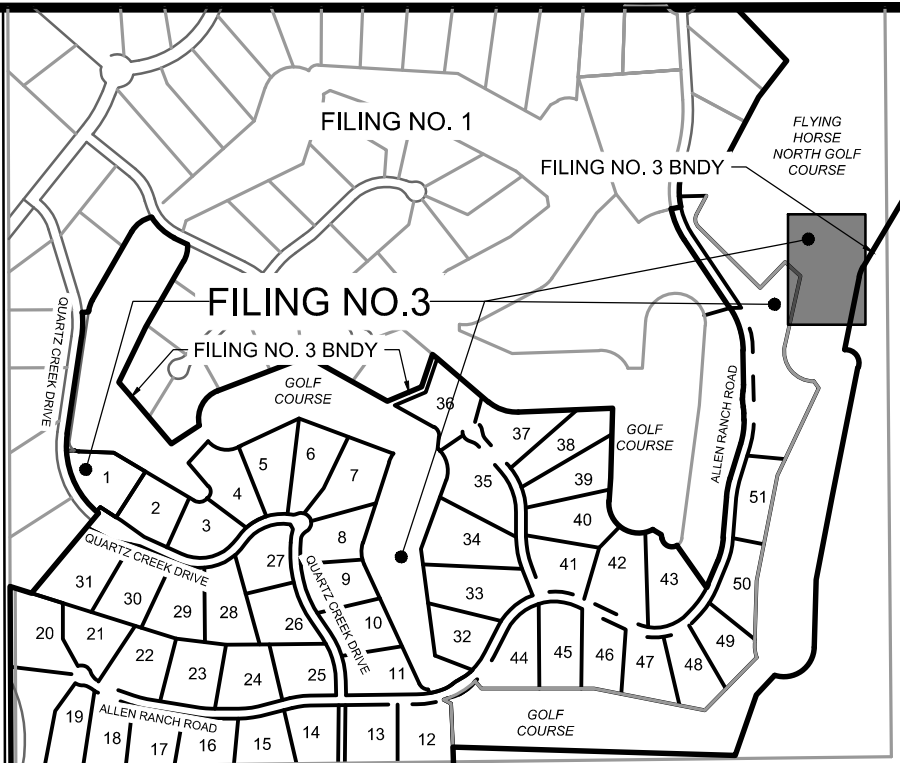 FILING NO. 1
FLYING
HORSE
NORTH GOLF
COURSE
FILING NO. 3 BNDY
FILING NO.3
QUARTZ CREEK DRIVE
FILING NO. 3 BNDY
GOLF
COURSE
ALLEN RANCH ROAD
36
37
38
GOLF
COURSE
6
5
7
1
4
35
39
2
3
51
40
8
34
27
41
42
43
QUARTZ CREEK DRIVE
QUARTZ CREEK DRIVE
31
30
29
28
9
33
50
10
26
32
49
20
21
22
23
24
25
11
44
45
46
47
48
19
ALLEN RANCH ROAD
18
17
16
15
14
13
12
GOLF
COURSE